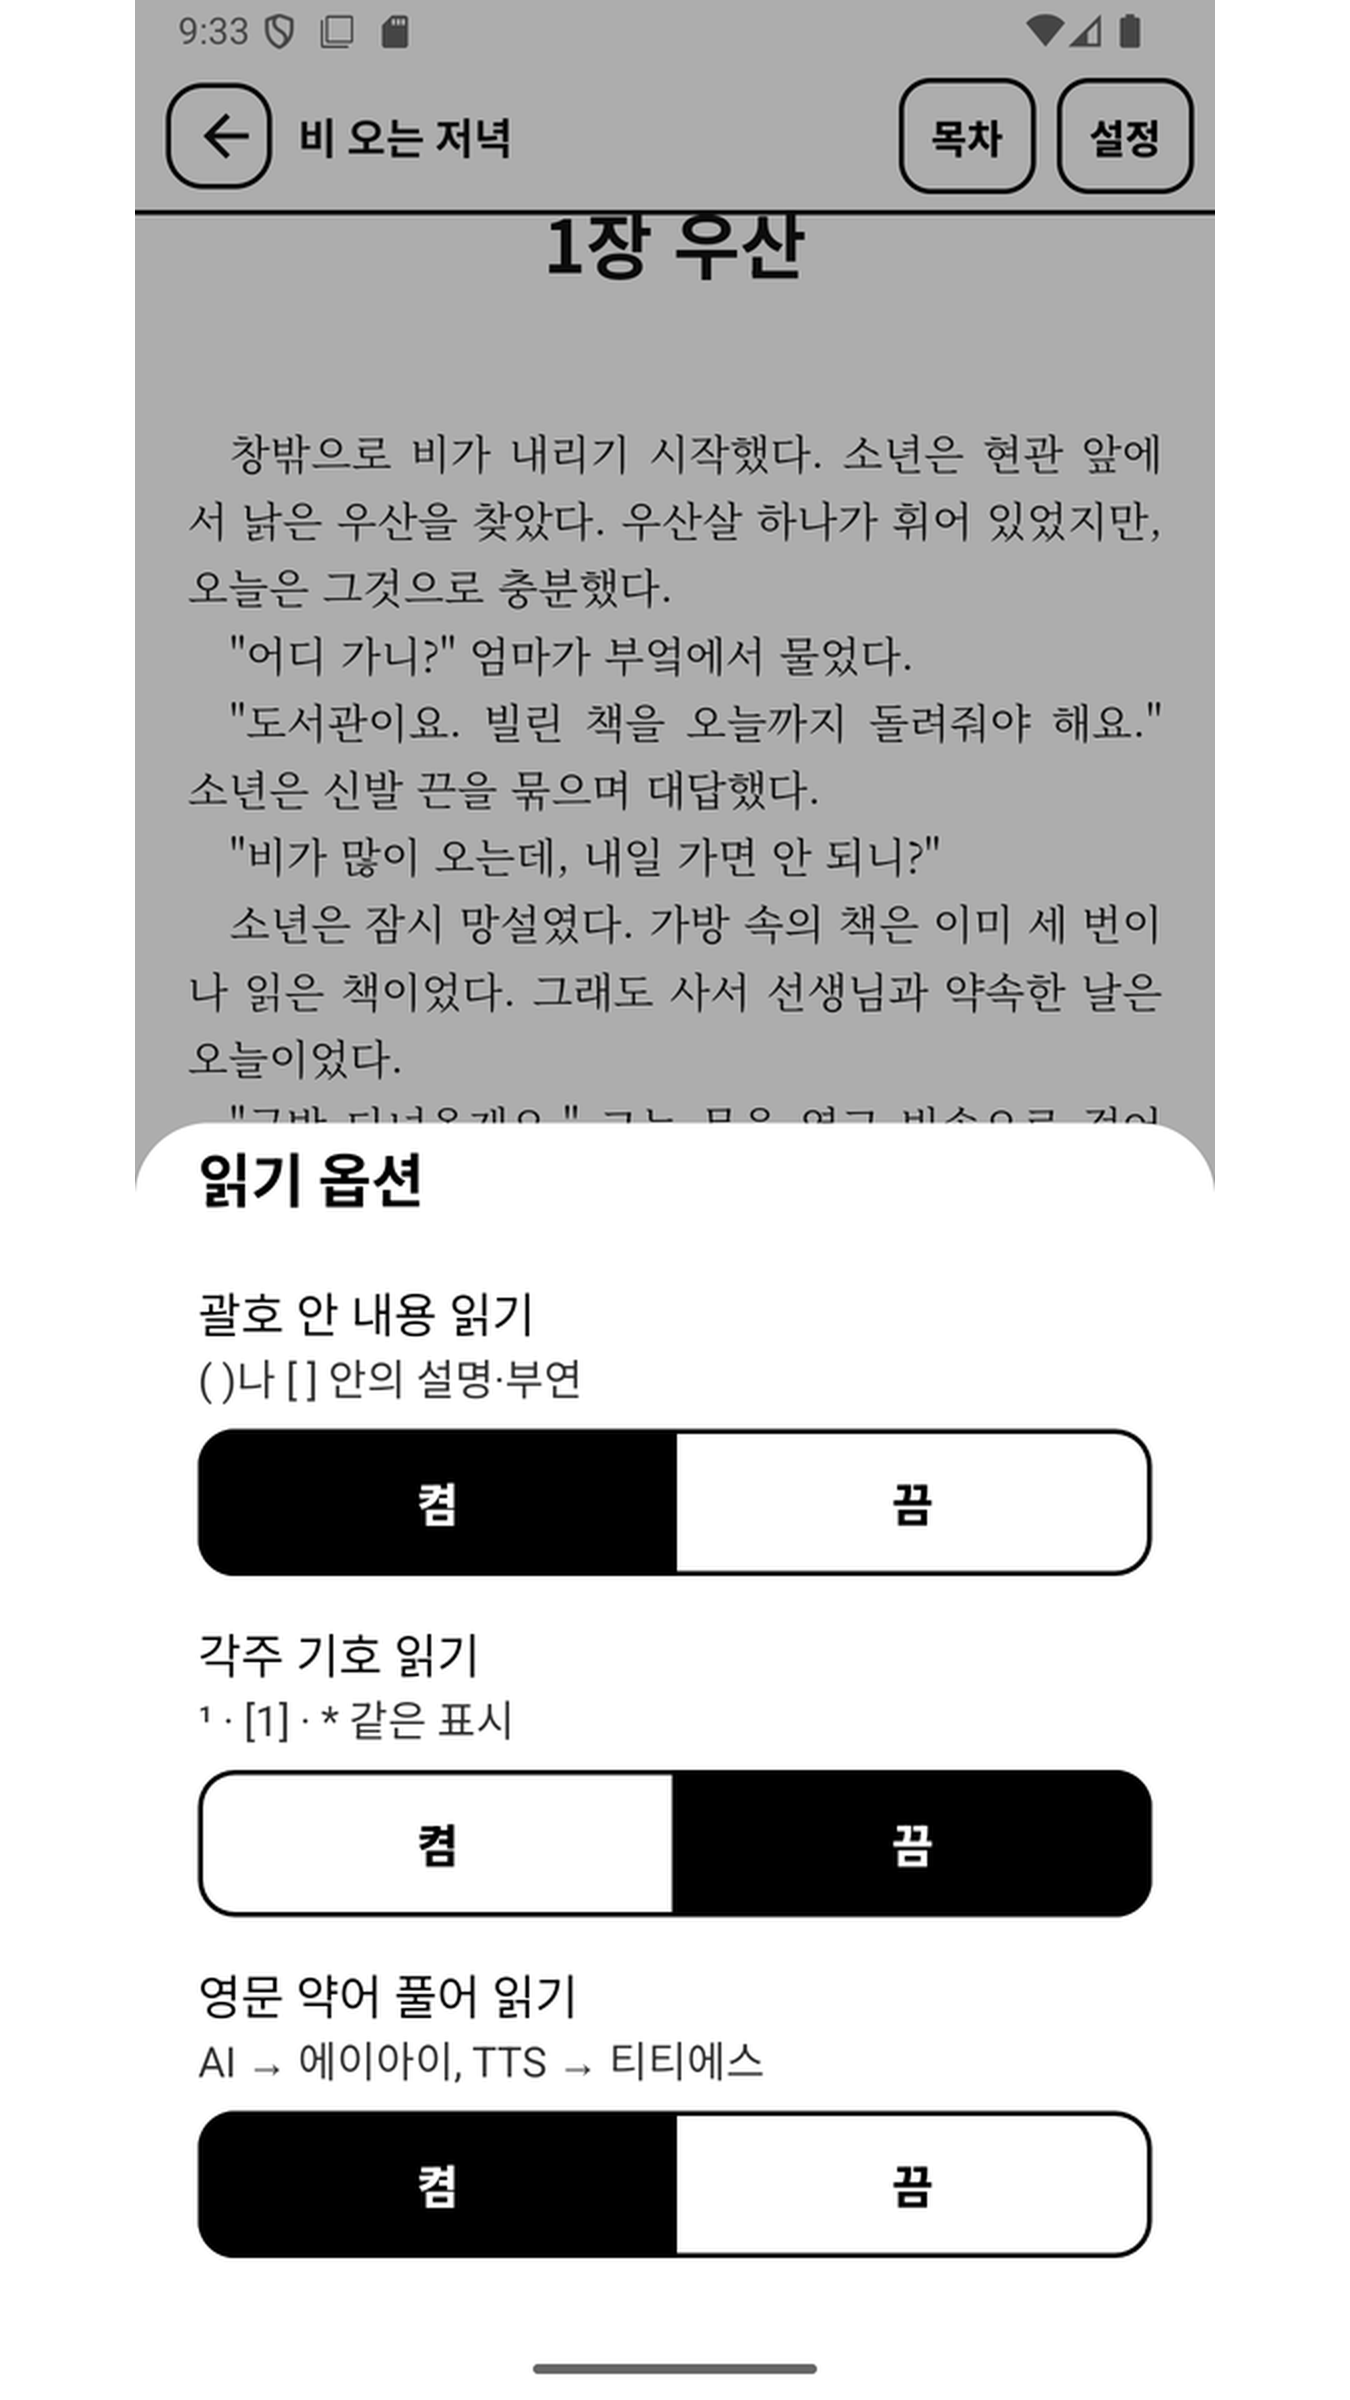 9:33
비 오는 저녁
목차
설정
1장 우산
창밖으로 비가 내리기 시작했다. 소년은 현관 앞에
서 낡은 우산을 찾았다. 우산살 하나가 휘어 있었지만,
오늘은 그것으로 충분했다.
"어디 가니?" 엄마가 부엌에서 물었다.
"도서관이요. 빌린 책을 오늘까지 돌려줘야 해요."
소년은 신발 끈을 묶으며 대답했다.
"비가 많이 오는데, 내일 가면 안 되니?"
소년은 잠시 망설였다. 가방 속의 책은 이미 세 번이
나 읽은 책이었다. 그래도 사서 선생님과 약속한 날은
오늘이었다.
읽기 옵션
괄호 안 내용 읽기
( )나 [ ] 안의 설명·부연
켬
끔
각주 기호 읽기
¹ · [1] · * 같은 표시
켬
끔
영문 약어 풀어 읽기
AI → 에이아이, TTS → 티티에스
켬
끔